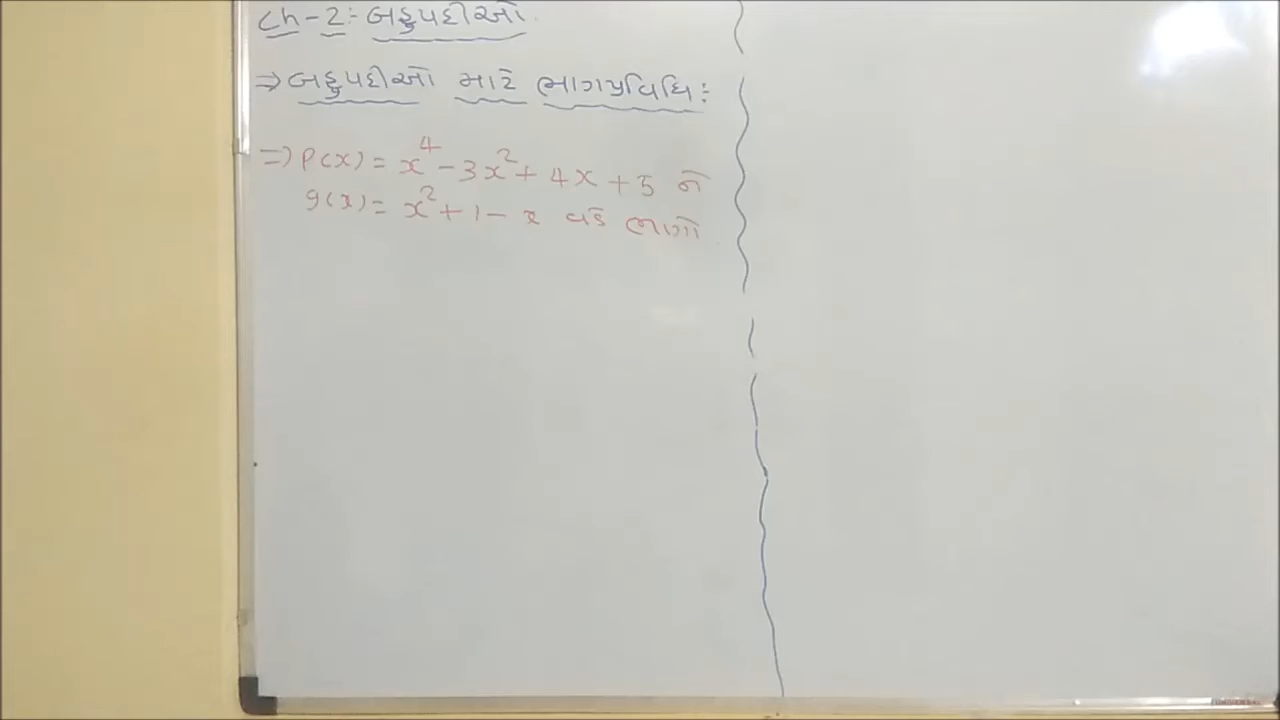 Ch-2:- બહુપદીઓ.
⇒ બહુપદીઓ માટે ભાગપ્રવિધિ:
⇒ P(x) = x⁴ - 3x² + 4x + 5 ને
g(x) = x² + 1 - x વડે ભાગો